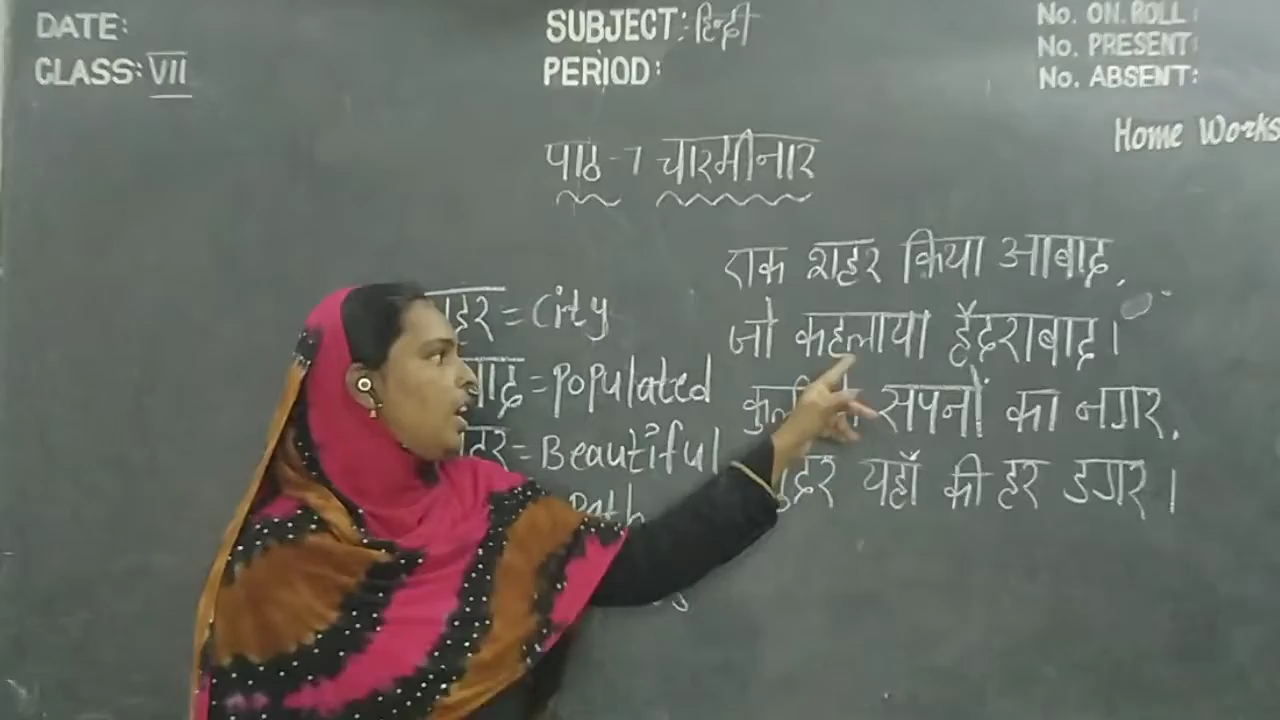 DATE:
CLASS: VII
SUBJECT: हिन्दी
PERIOD:
No. ON. ROLL:
No. PRESENT:
No. ABSENT:
Home Works
पाठ-7 चारमीनार
= City
= Populated
= Beautiful
Path
एक शहर किया आबाद,
जो कहलाया हैदराबाद।
सपनों का नगर,
यहाँ की हर डगर।